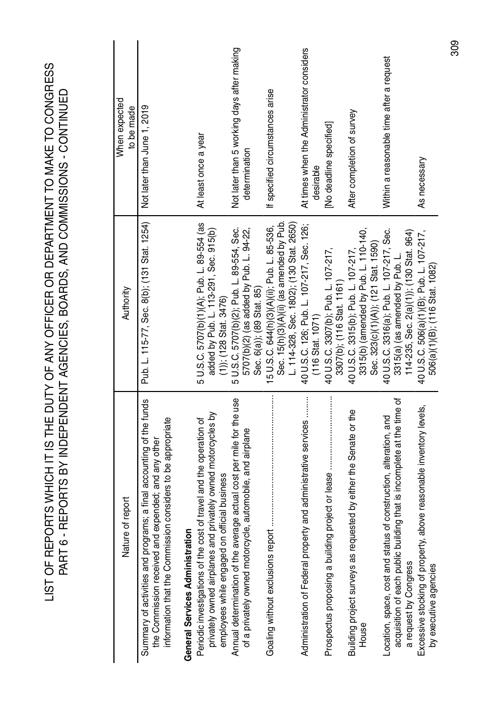 LIST OF REPORTS WHICH IT IS THE DUTY OF ANY OFFICER OR DEPARTMENT TO MAKE TO CONGRESS
PART 6 - REPORTS BY INDEPENDENT AGENCIES, BOARDS, AND COMMISSIONS - CONTINUED
Nature of report
Authority
When expected
to be made
Summary of activities and programs; a final accounting of the funds
the Commission received and expended; and any other
information that the Commission considers to be appropriate
Pub. L. 115-77, Sec. 8(b); (131 Stat. 1254)
Not later than June 1, 2019
General Services Administration
Periodic investigations of the cost of travel and the operation of
privately owned airplanes and privately owned motorcycles by
employees while engaged on official business
5 U.S.C. 5707(b)(1)(A); Pub. L. 89-554 (as
added by Pub. L. 113-291, Sec. 915(b)
(1)); (128 Stat. 3476)
At least once a year
Annual determination of the average actual cost per mile for the use
of a privately owned motorcycle, automobile, and airplane
5 U.S.C. 5707(b)(2); Pub. L. 89-554, Sec.
5707(b)(2) (as added by Pub. L. 94-22,
Sec. 6(a)); (89 Stat. 85)
Not later than 5 working days after making
determination
Goaling without exclusions report
15 U.S.C. 644(h)(3)(A)(ii); Pub. L. 85-536,
Sec. 15(h)(3)(A)(ii) (as amended by Pub.
L. 114-328, Sec. 1802); (130 Stat. 2650)
If specified circumstances arise
Administration of Federal property and administrative services
40 U.S.C. 126; Pub. L. 107-217, Sec. 126;
(116 Stat. 1071)
At times when the Administrator considers
desirable
Prospectus proposing a building project or lease
40 U.S.C. 3307(b); Pub. L. 107-217,
3307(b); (116 Stat. 1161)
[No deadline specified]
Building project surveys as requested by either the Senate or the
House
40 U.S.C. 3315(b); Pub. L. 107-217,
3315(b) (amended by Pub. L. 110-140,
Sec. 323(c)(1)(A)); (121 Stat. 1590)
After completion of survey
Location, space, cost and status of construction, alteration, and
acquisition of each public building that is incomplete at the time of
a request by Congress
40 U.S.C. 3316(a); Pub. L. 107-217, Sec.
3315(a) (as amended by Pub. L.
114-235, Sec. 2(a)(1)); (130 Stat. 964)
Within a reasonable time after a request
Excessive stocking of property, above reasonable inventory levels,
by executive agencies
40 U.S.C. 506(a)(1)(B); Pub. L. 107-217,
506(a)(1)(B); (116 Stat. 1082)
As necessary
309